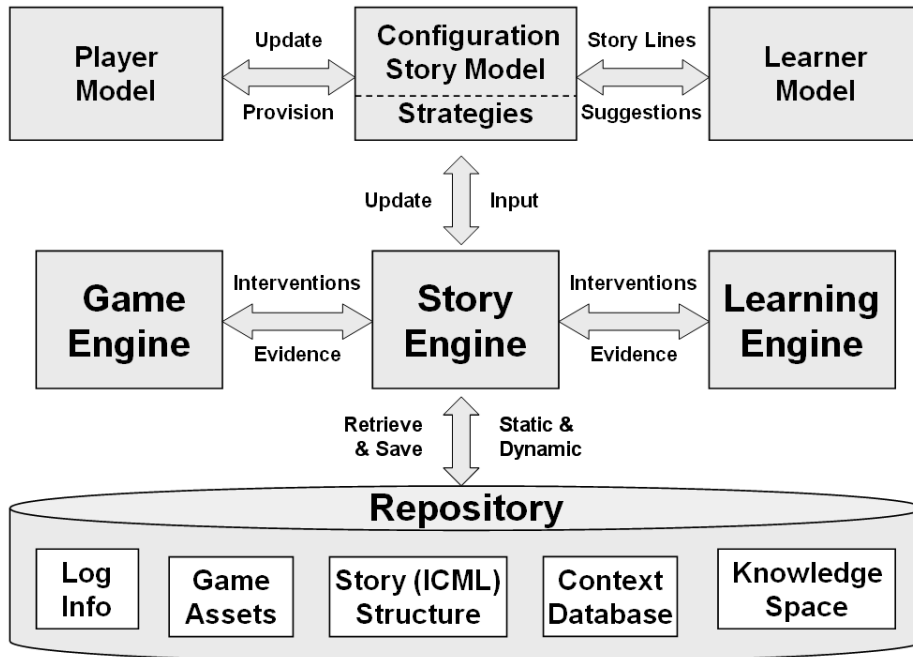 Player
Model
Update
Provision
Configuration
Story Model
Strategies
Story Lines
Suggestions
Learner
Model
Update
Input
Game
Engine
Interventions
Evidence
Story
Engine
Interventions
Evidence
Learning
Engine
Retrieve
& Save
Static &
Dynamic
Repository
Log
Info
Game
Assets
Story (ICML)
Structure
Context
Database
Knowledge
Space